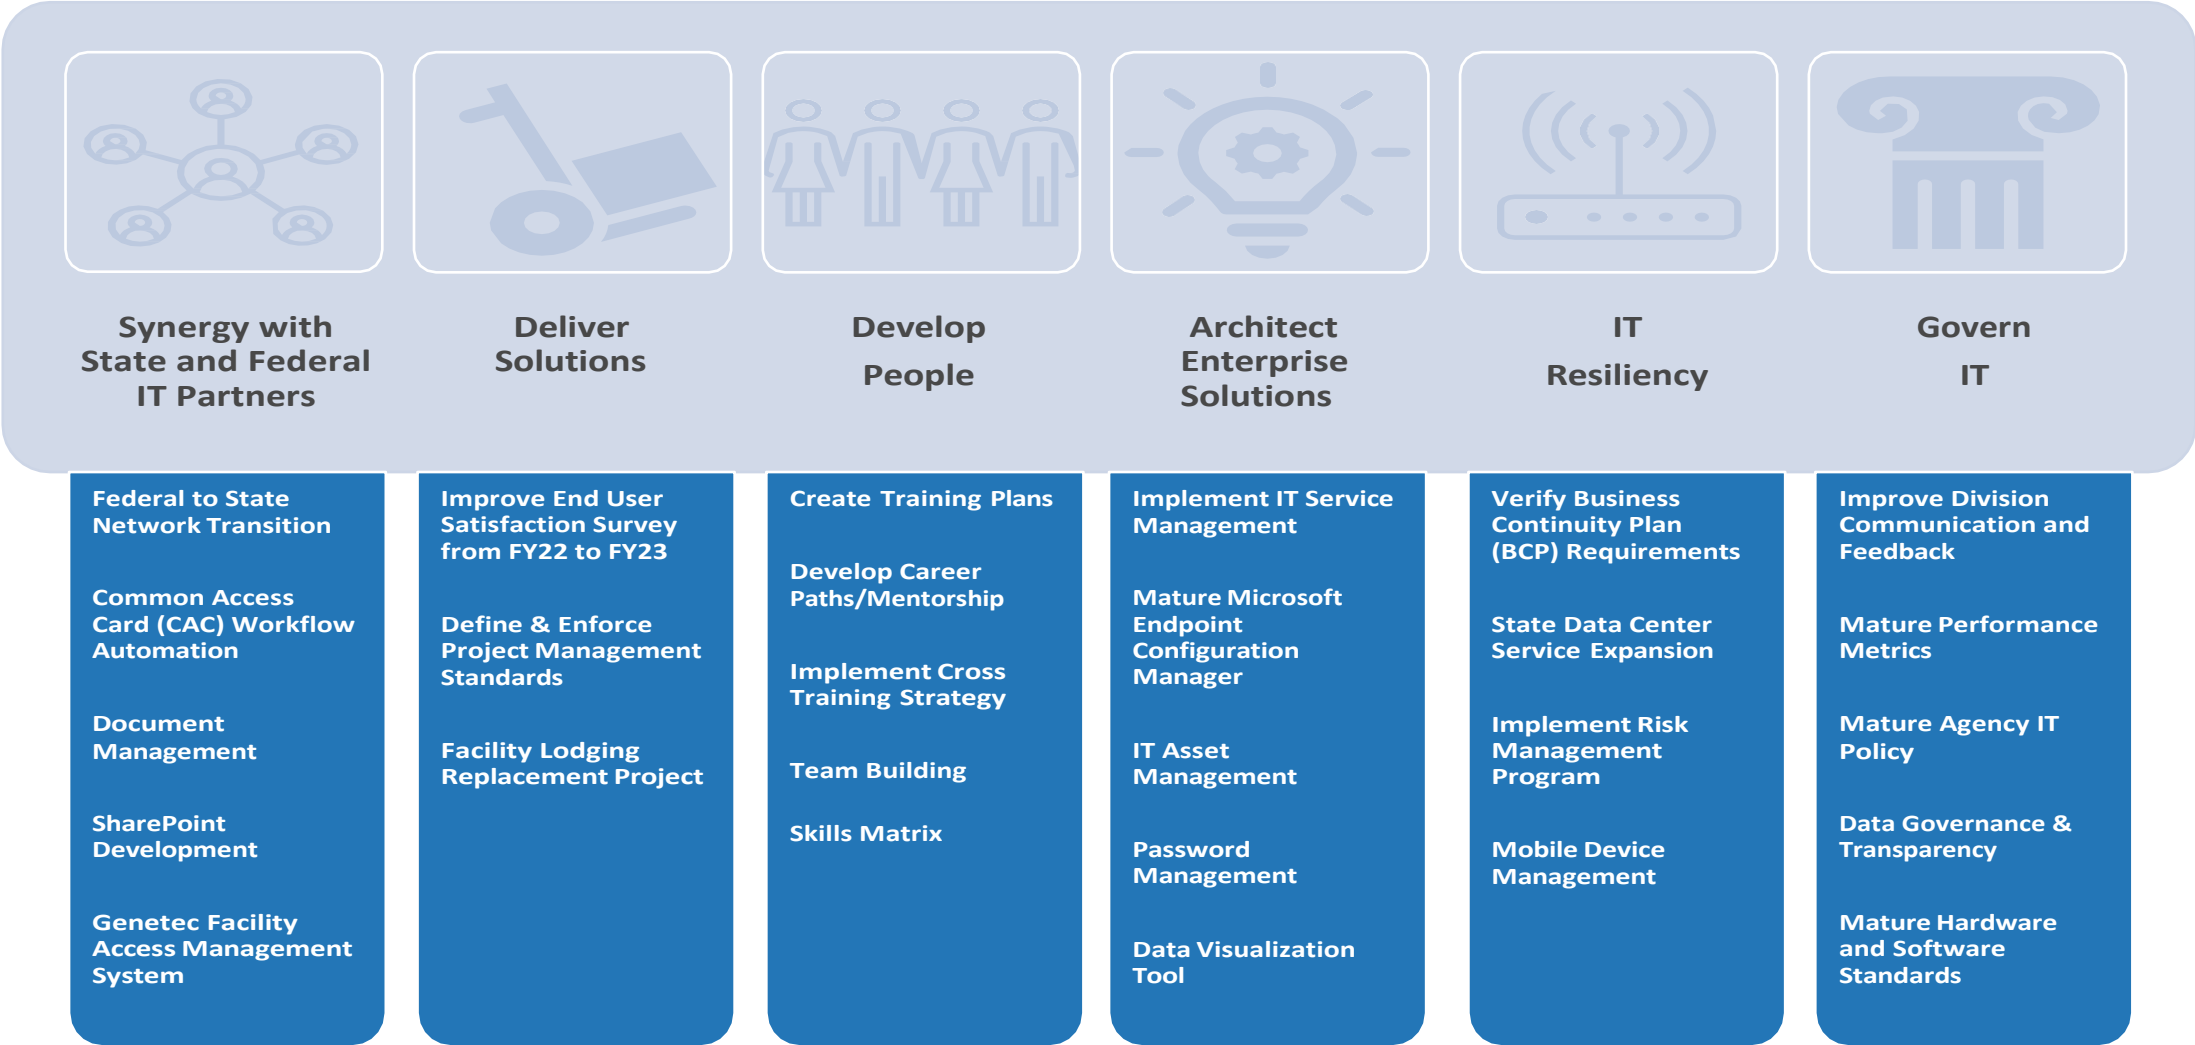 Synergy with
State and Federal
IT Partners
Deliver
Solutions
Develop
People
Architect
Enterprise
Solutions
IT
Resiliency
Govern
IT
Federal to State
Network Transition
Common Access
Card (CAC) Workflow
Automation
Document
Management
SharePoint
Development
Genetec Facility
Access Management
System
Improve End User
Satisfaction Survey
from FY22 to FY23
Define & Enforce
Project Management
Standards
Facility Lodging
Replacement Project
Create Training Plans
Develop Career
Paths/Mentorship
Implement Cross
Training Strategy
Team Building
Skills Matrix
Implement IT Service
Management
Mature Microsoft
Endpoint
Configuration
Manager
IT Asset
Management
Password
Management
Data Visualization
Tool
Verify Business
Continuity Plan
(BCP) Requirements
State Data Center
Service Expansion
Implement Risk
Management
Program
Mobile Device
Management
Improve Division
Communication and
Feedback
Mature Performance
Metrics
Mature Agency IT
Policy
Data Governance &
Transparency
Mature Hardware
and Software
Standards